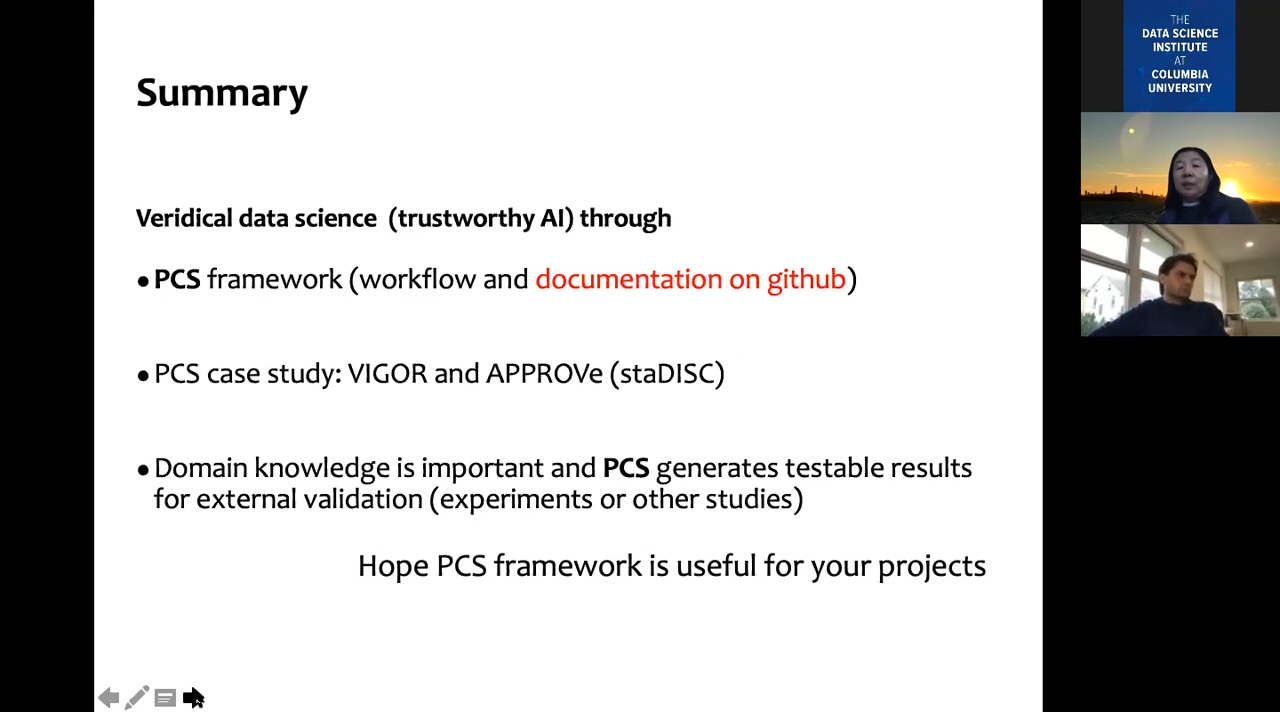 Summary
Veridical data science (trustworthy AI) through
•PCS framework (workflow and documentation on github)
•PCS case study: VIGOR and APPROVe (staDISC)
•Domain knowledge is important and PCS generates testable results
for external validation (experiments or other studies)
Hope PCS framework is useful for your projects
THE
DATA SCIENCE
INSTITUTE
AT
COLUMBIA
UNIVERSITY